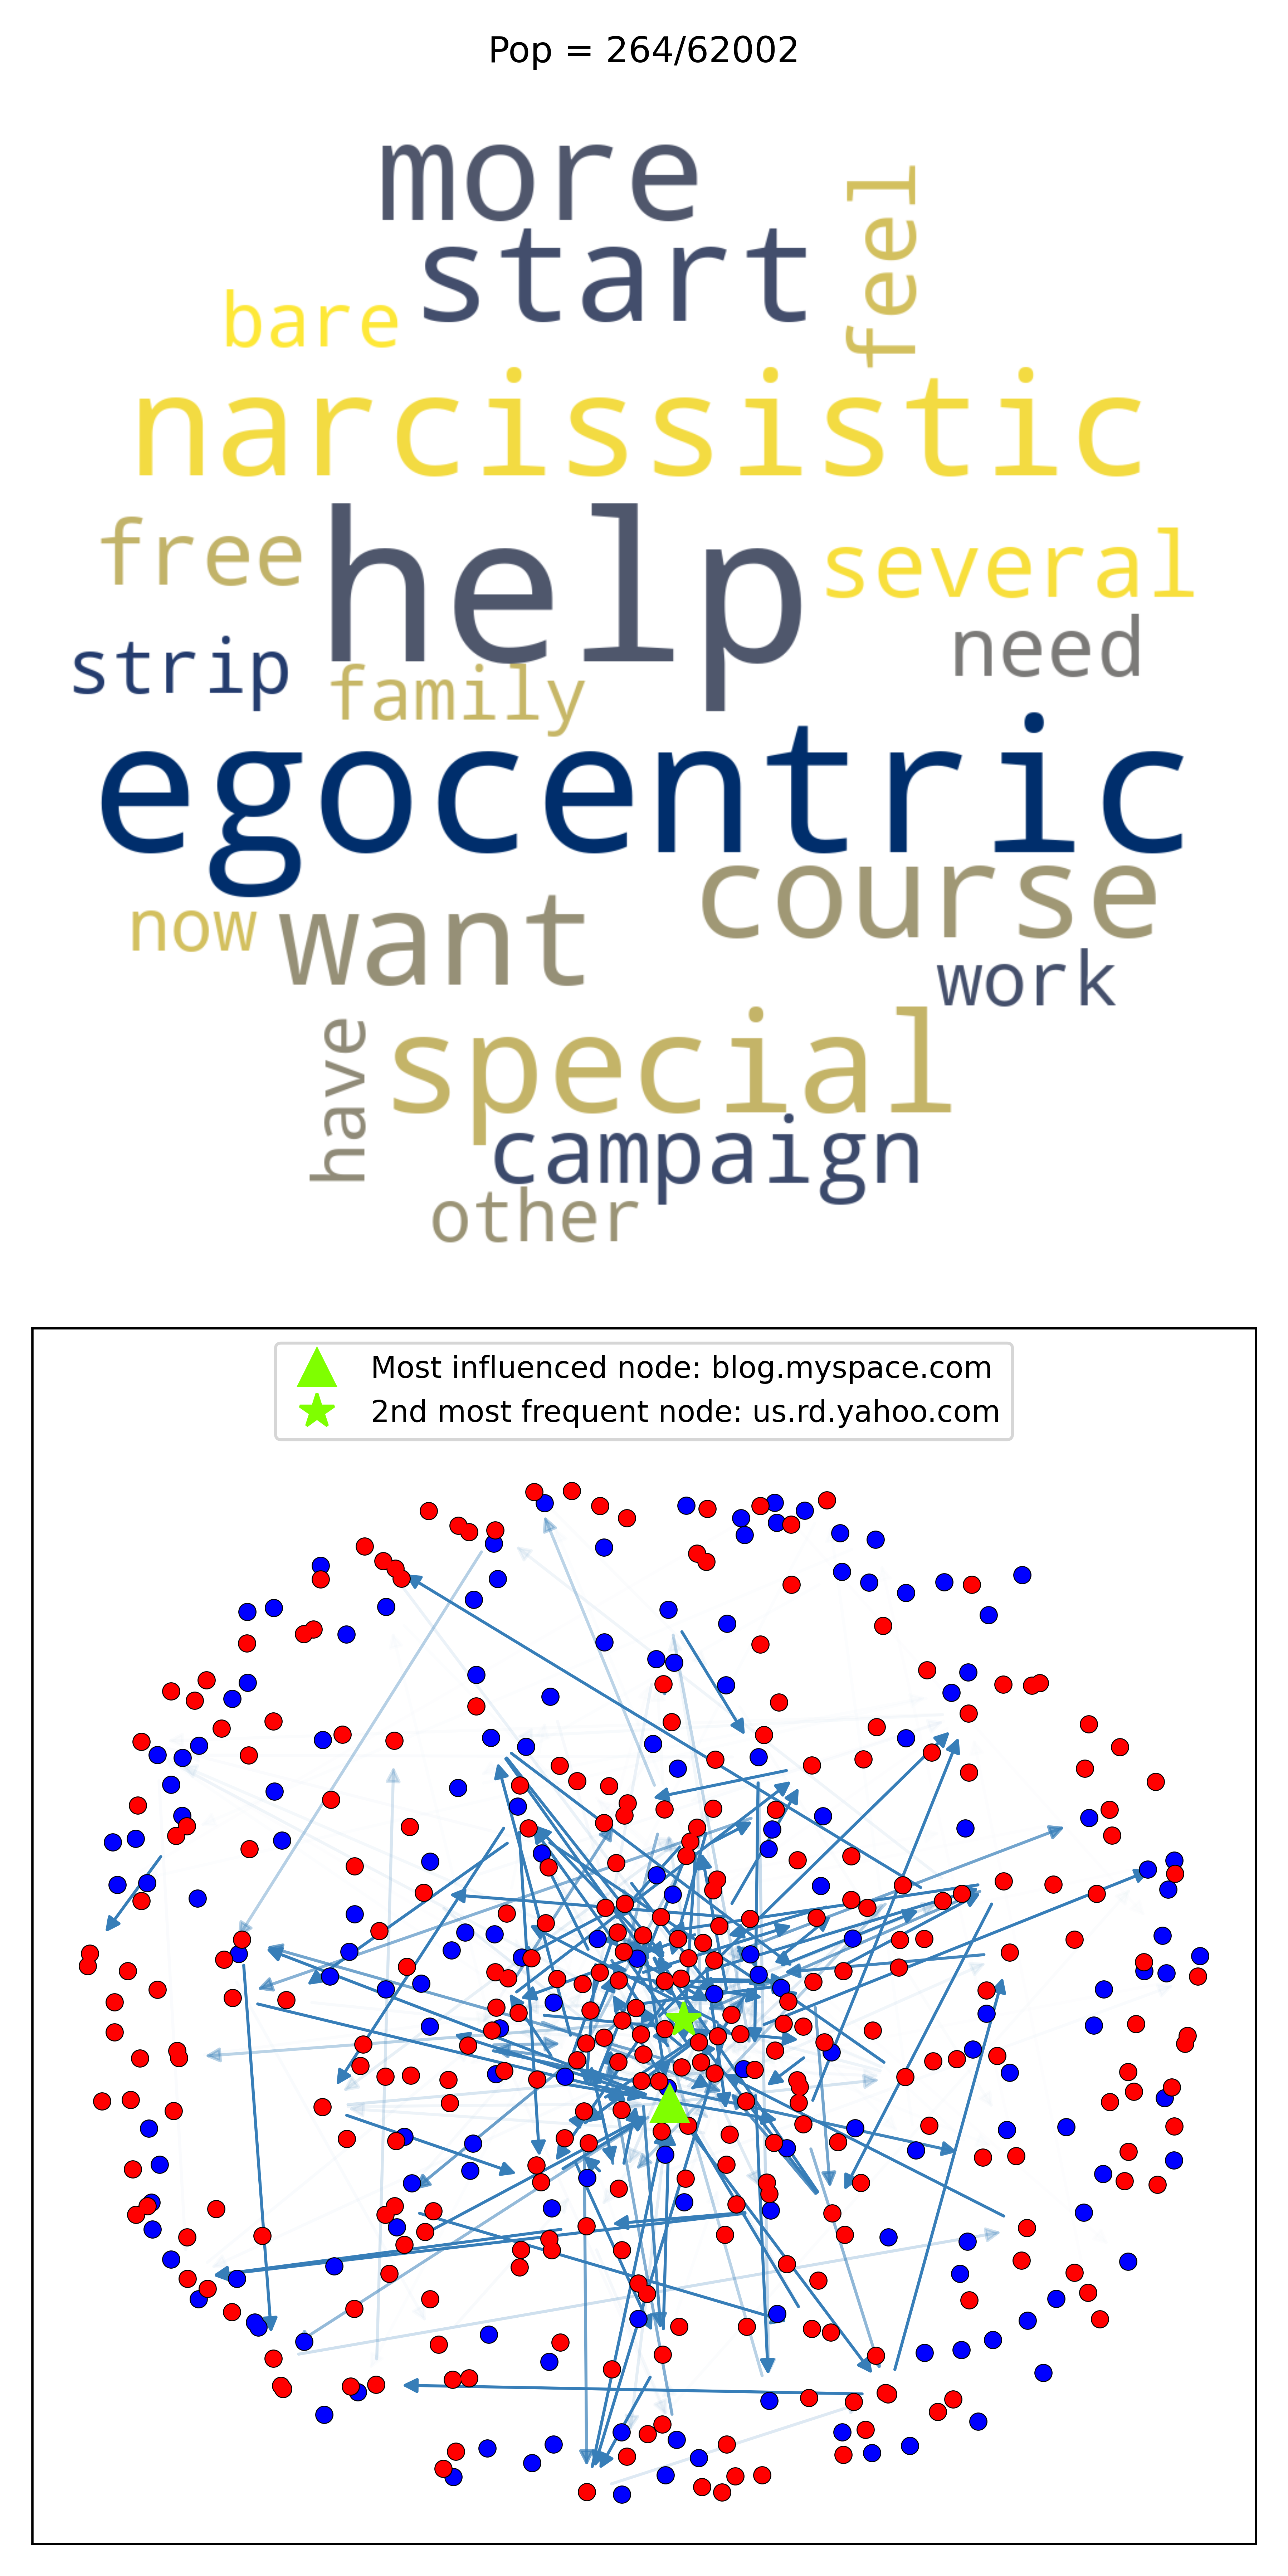 Pop = 264/62002
more
start
feel
bare
narcissistic
free
help
several
strip
family
need
egocentric
course
now
want
work
have
special
campaign
other
Most influenced node: blog.myspace.com
2nd most frequent node: us.rd.yahoo.com